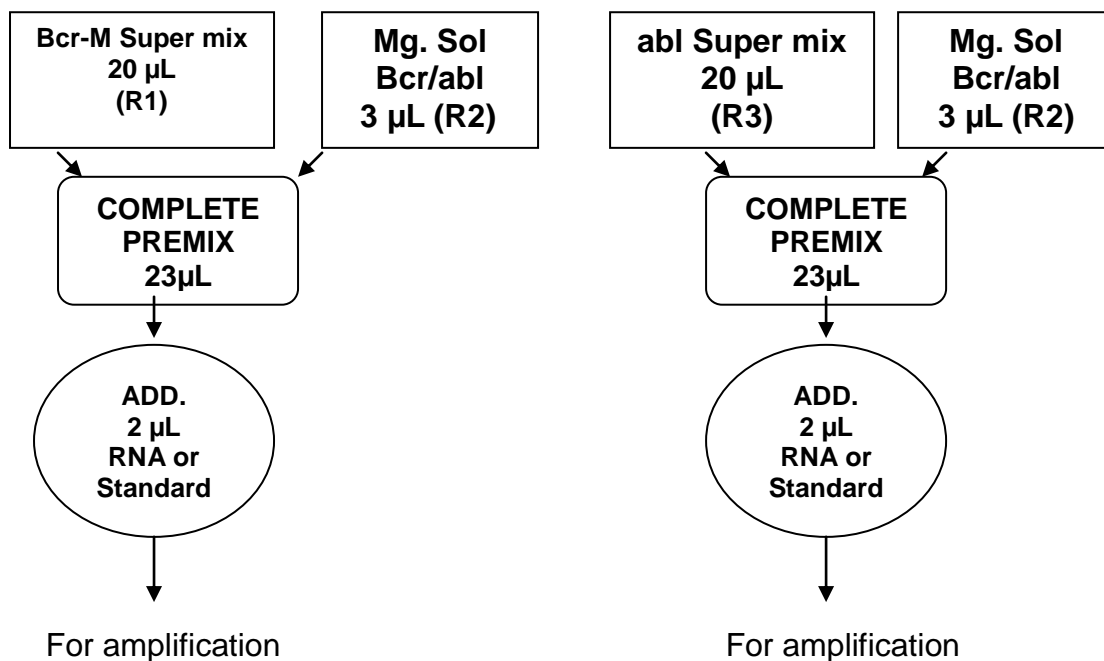 Bcr-M Super mix
20 µL
(R1)
Mg. Sol
Bcr/abl
3 µL (R2)
COMPLETE
PREMIX
23µL
ADD.
2 µL
RNA or
Standard
For amplification
abl Super mix
20 µL
(R3)
Mg. Sol
Bcr/abl
3 µL (R2)
COMPLETE
PREMIX
23µL
ADD.
2 µL
RNA or
Standard
For amplification